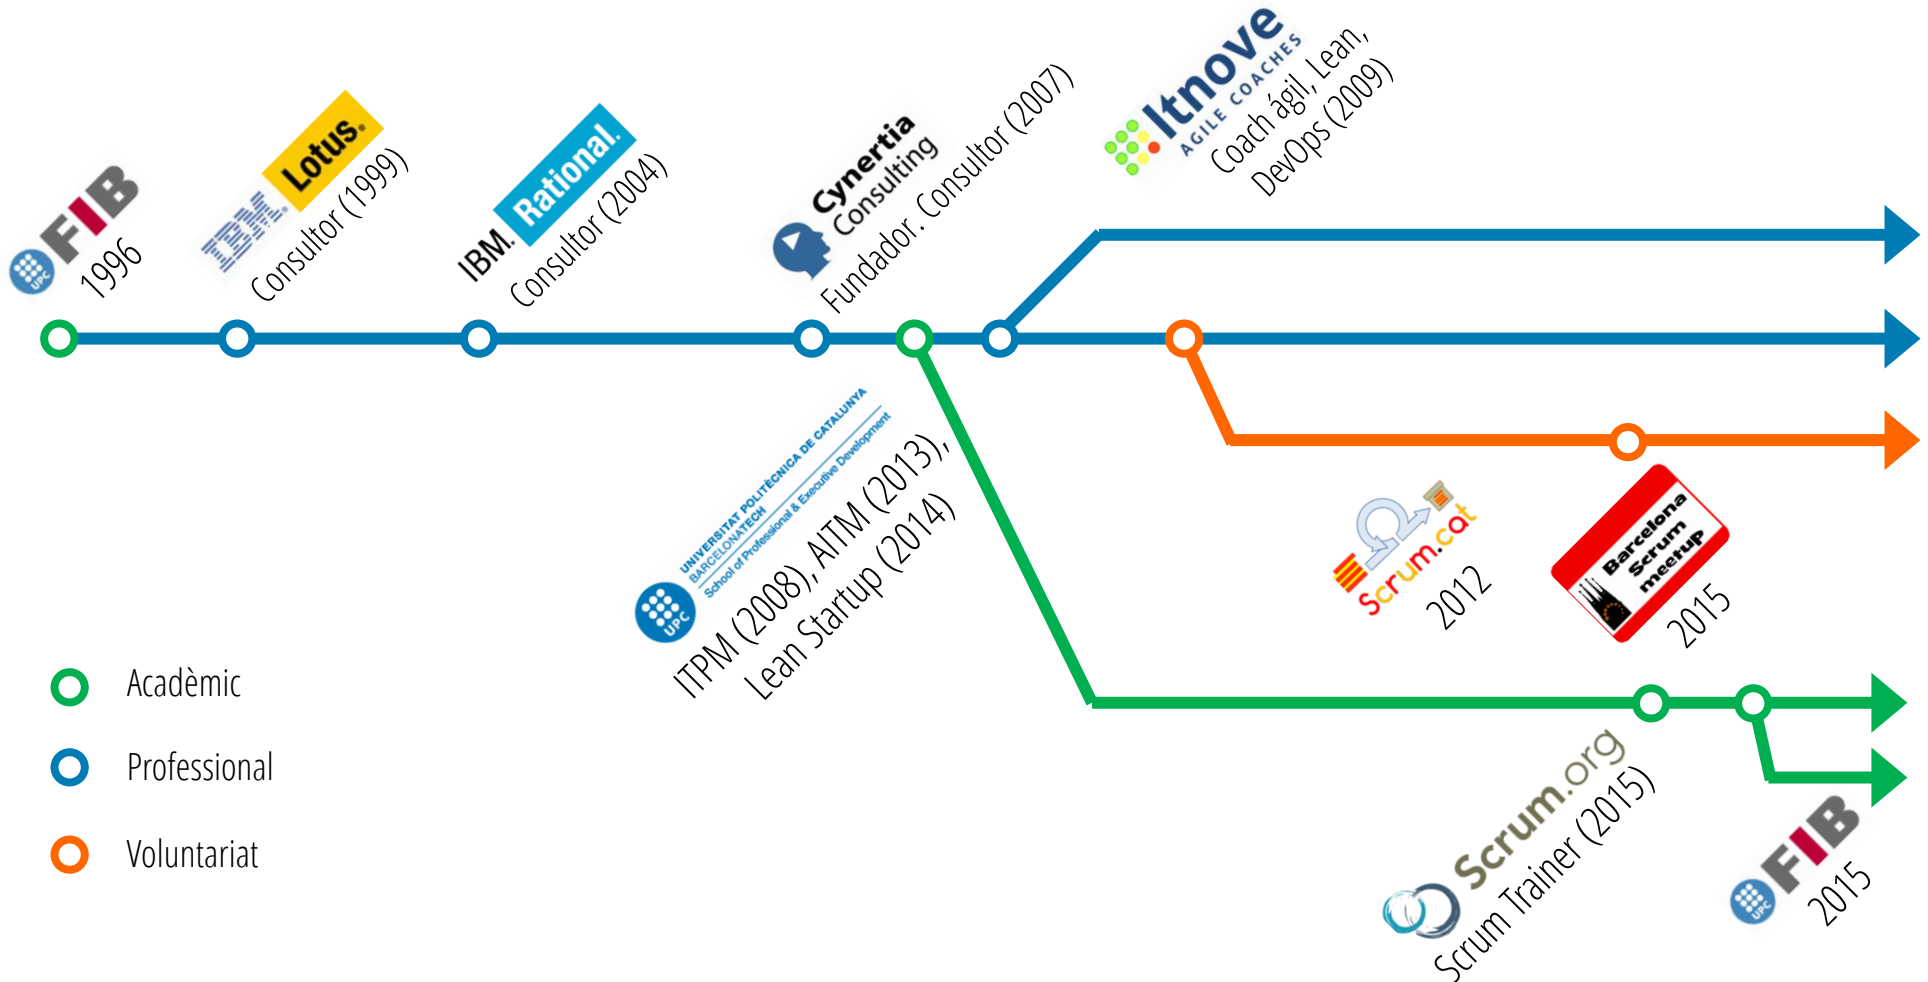 UPC
FIB
1996
IBM.
Lotus.
Consultor (1999)
IBM.
Rational.
Consultor (2004)
Cynertia
Consulting
Fundador. Consultor (2007)
Itnove
AGILE COACHES
Coach ágil, Lean,
DevOps (2009)
UPC
UNIVERSITAT POLITÈCNICA DE CATALUNYA
BARCELONATECH
School of Professional & Executive Development
ITPM (2008), AITM (2013),
Lean Startup (2014)
Scrum.cat
2012
Barcelona
Scrum
meetup
2015
Scrum.org
Scrum Trainer (2015)
UPC
FIB
2015
Acadèmic
Professional
Voluntariat